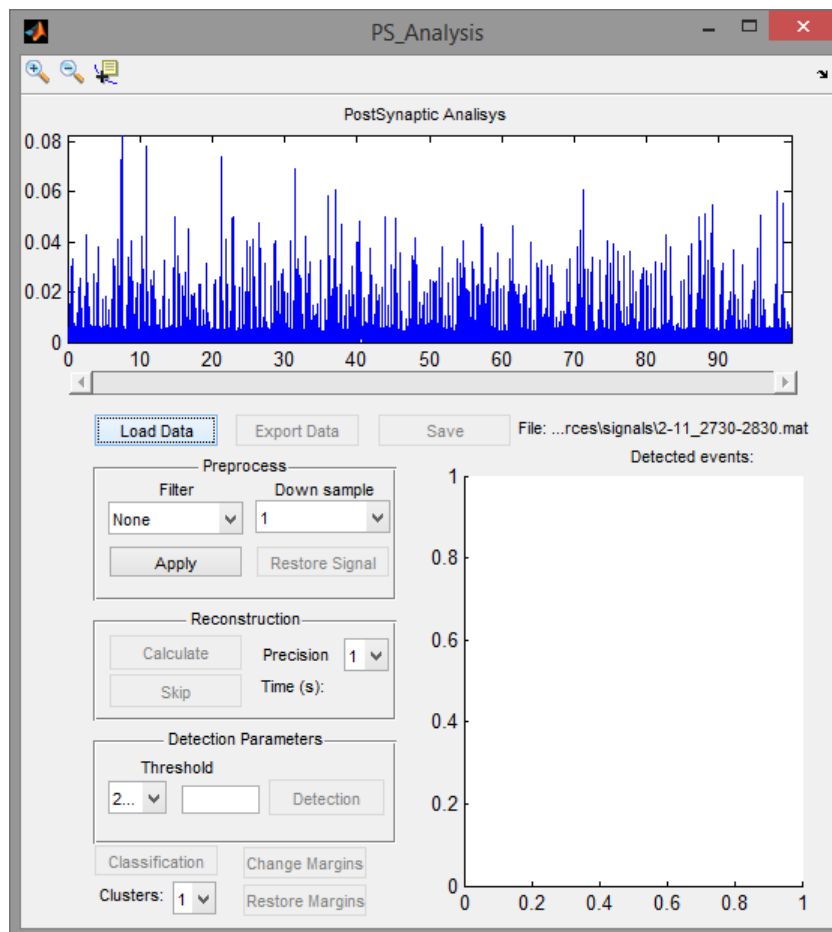 PS_Analysis
PostSynaptic Analisys
0.08
0.06
0.04
0.02
0
0 10 20 30 40 50 60 70 80 90
Load Data Export Data Save File: ...rces\signals\2-11_2730-2830.mat
Preprocess
Filter Down sample
None 1
Apply Restore Signal
Reconstruction
Calculate Precision 1
Skip Time (s):
Detection Parameters
Threshold
2... Detection
Classification Change Margins
Clusters: 1 Restore Margins
Detected events:
1
0.8
0.6
0.4
0.2
0
0 0.2 0.4 0.6 0.8 1